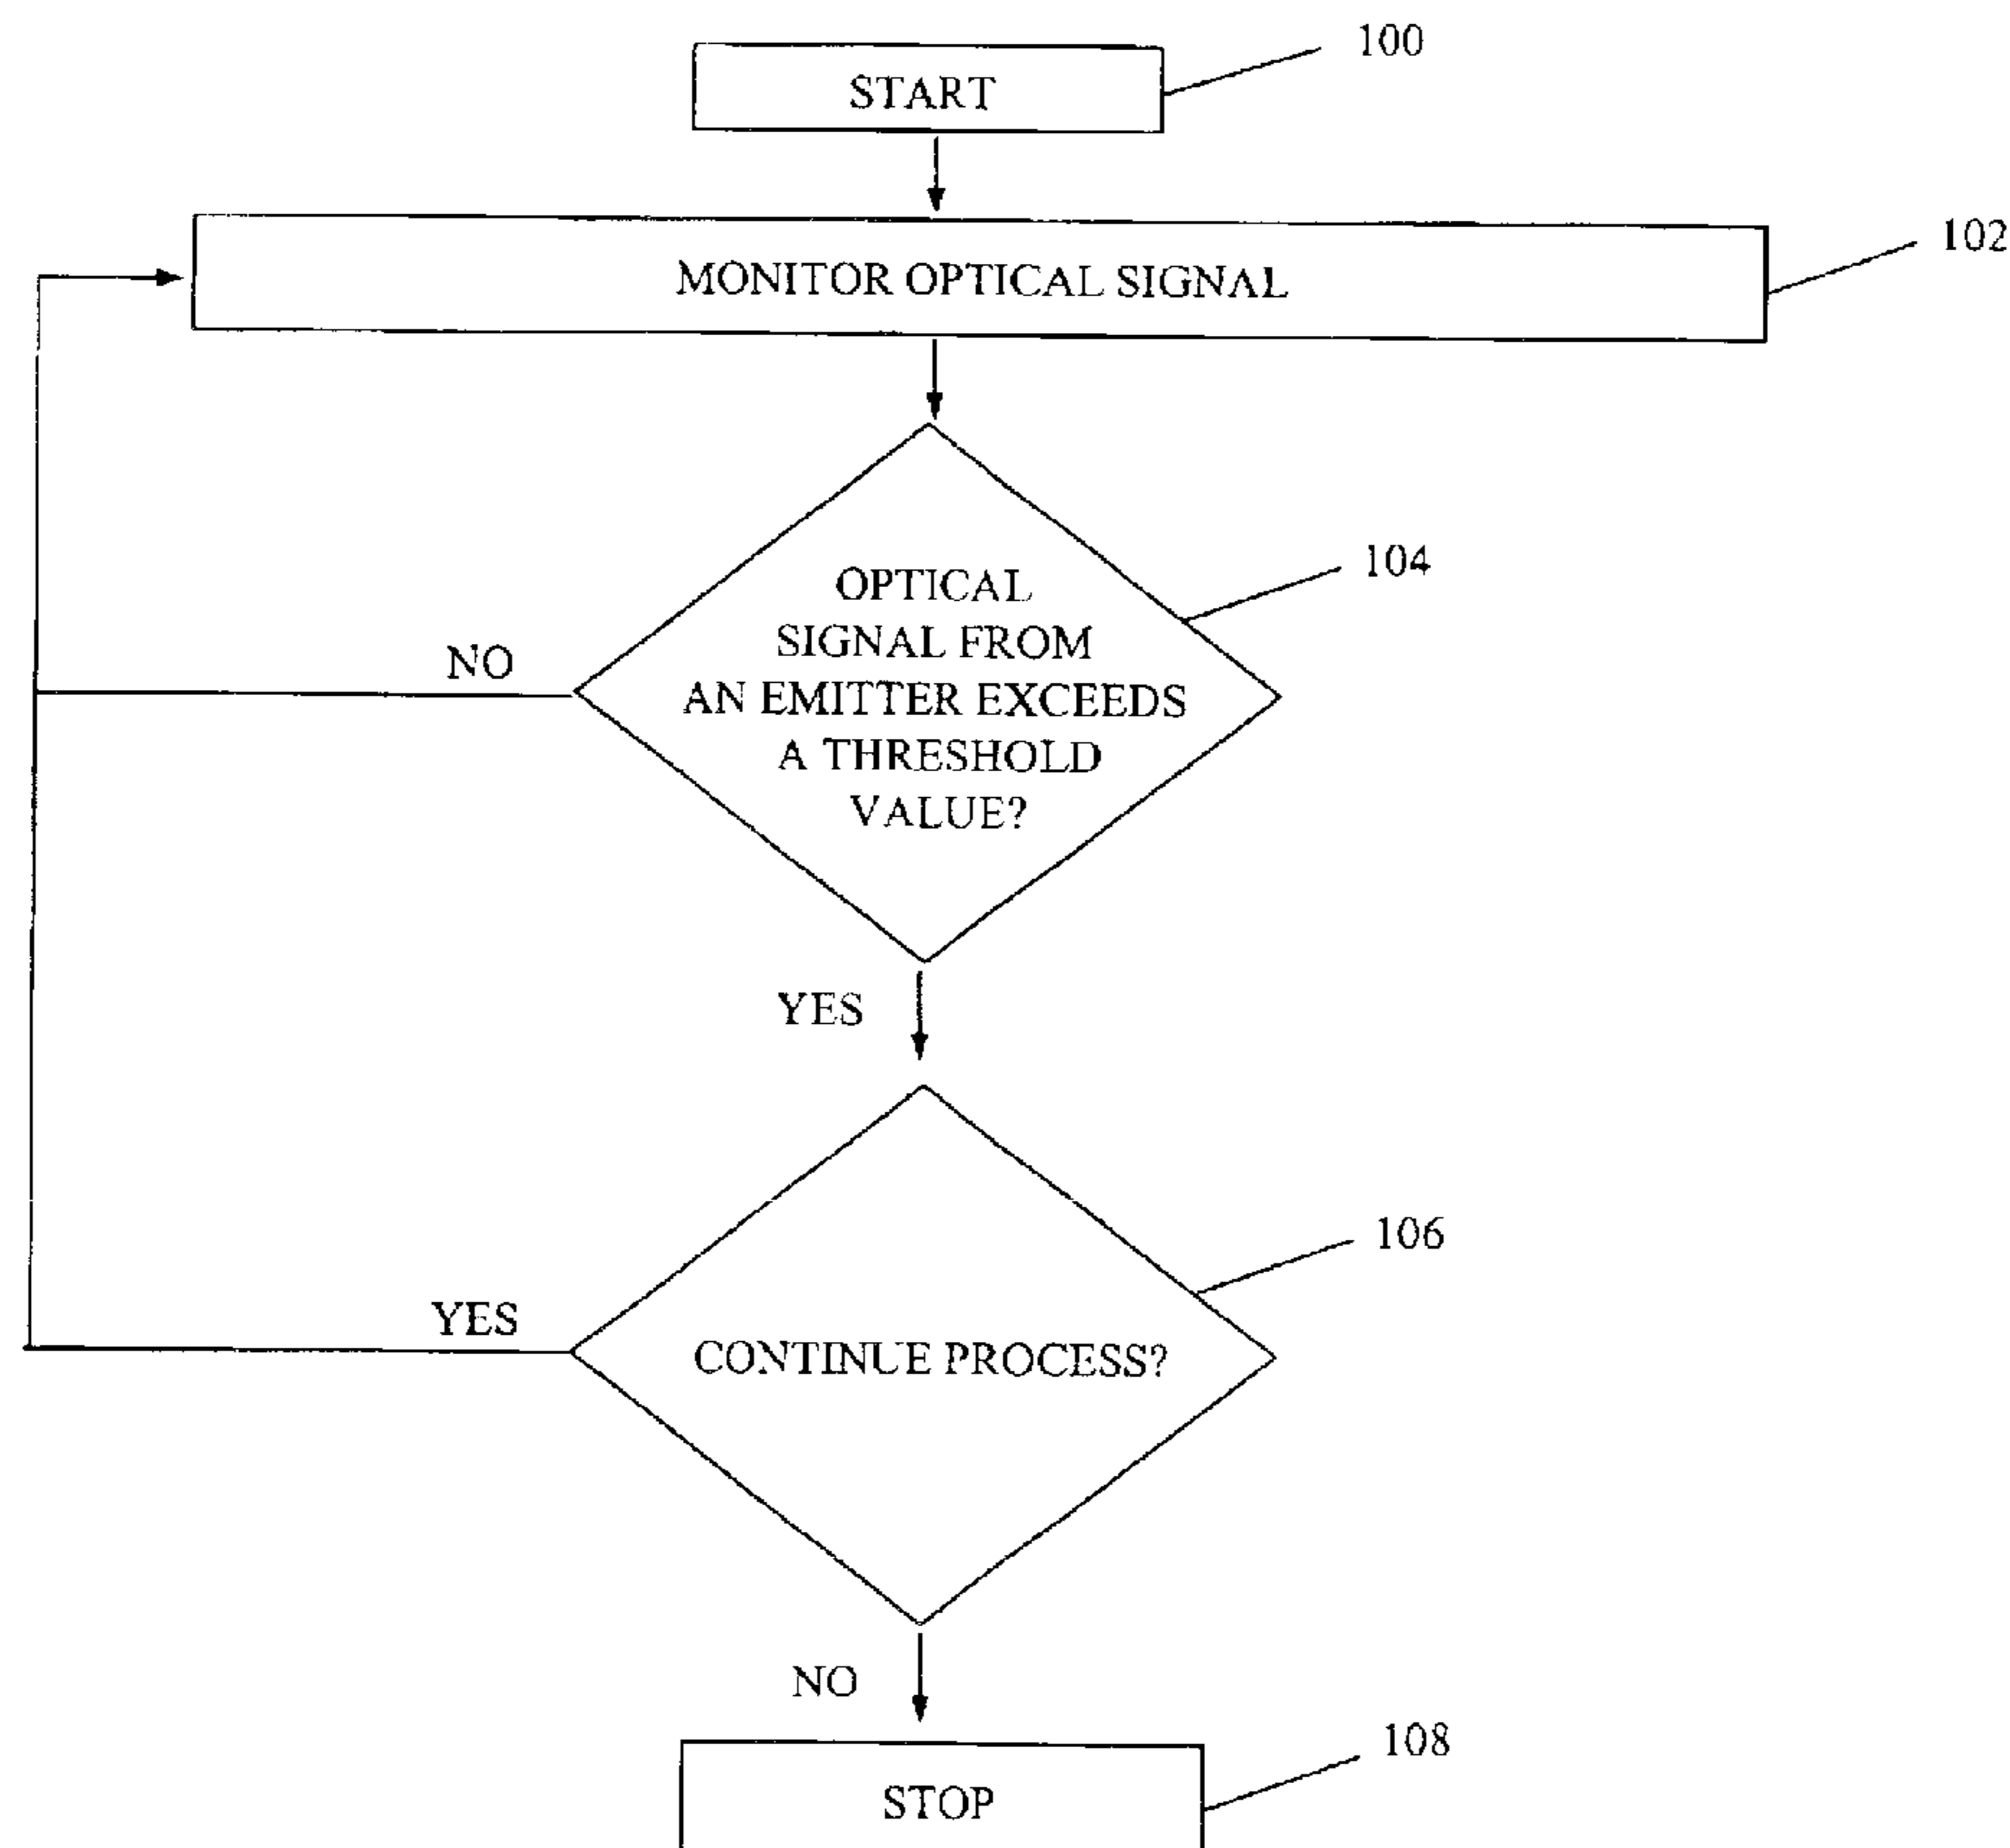 100
START
102
MONITOR OPTICAL SIGNAL
104
OPTICAL
SIGNAL FROM
AN EMITTER EXCEEDS
A THRESHOLD
VALUE?
NO
YES
106
YES
CONTINUE PROCESS?
NO
108
STOP